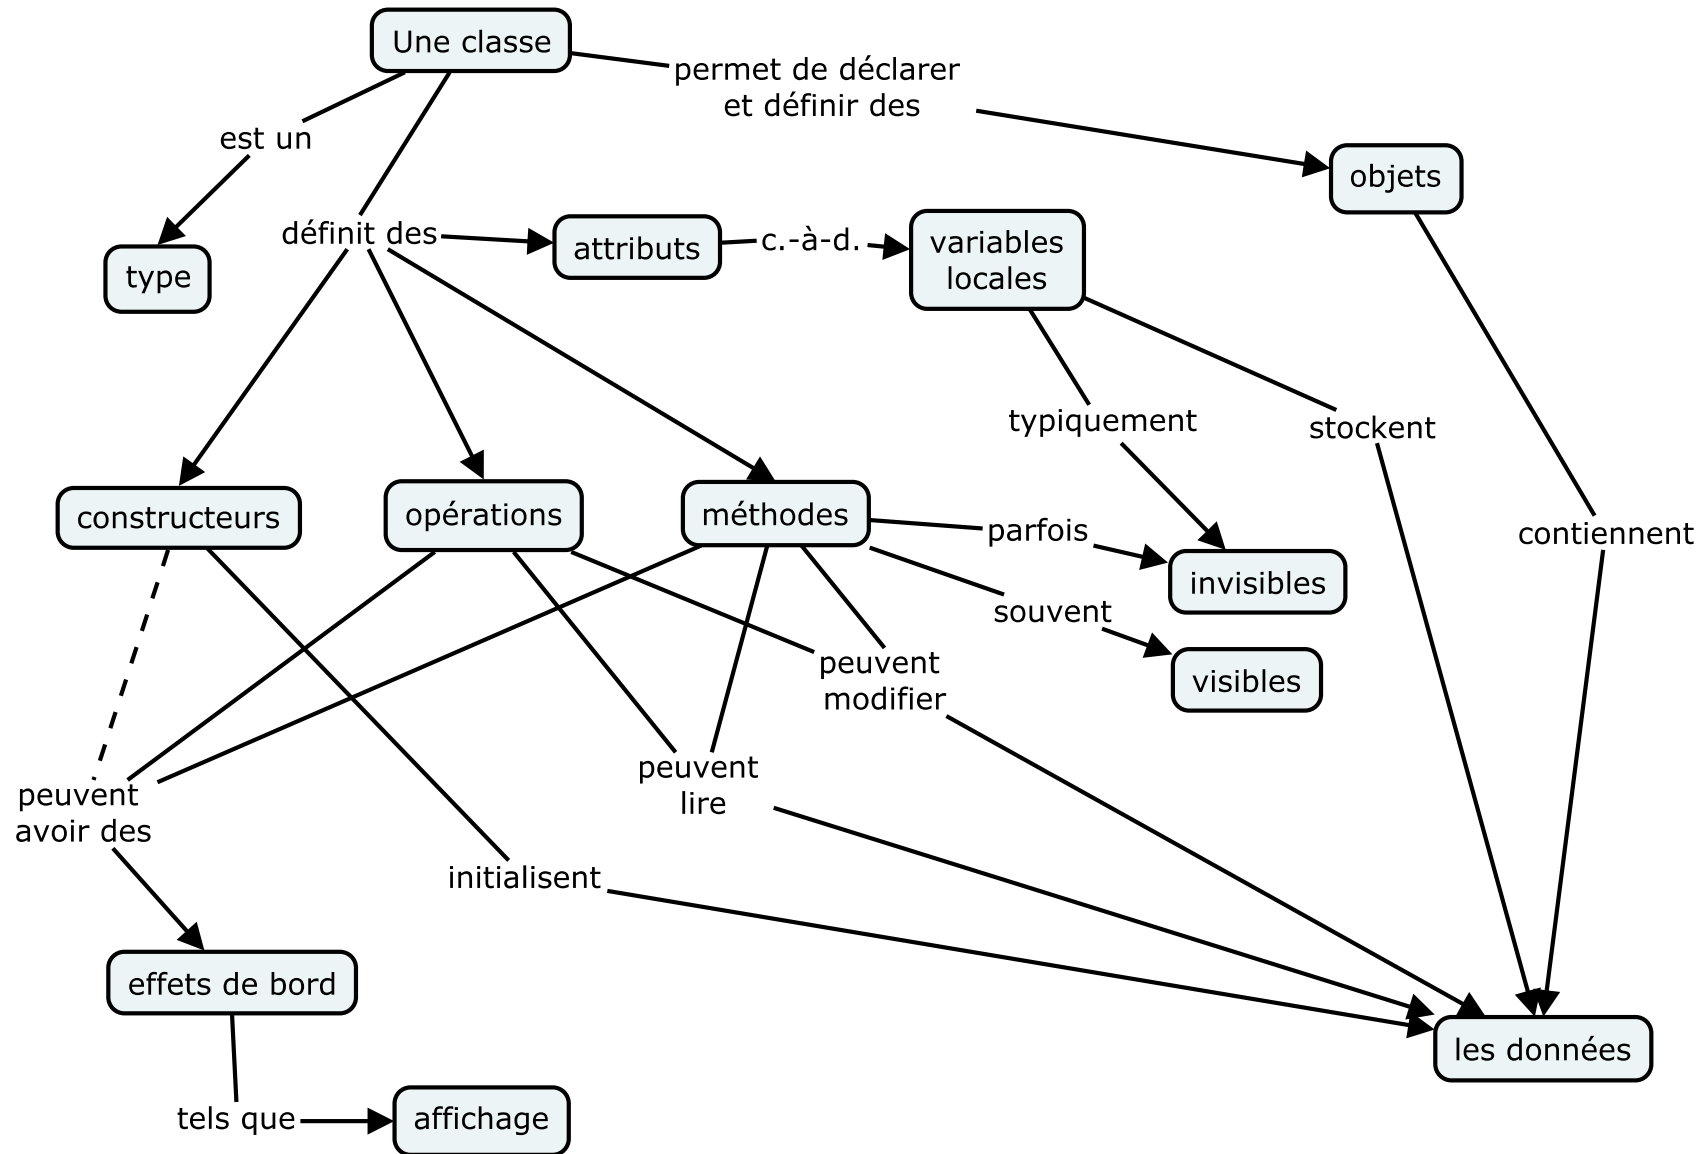 Une classe
permet de déclarer
et définir des
est un
objets
définit des
attributs
c.-à-d.
variables
locales
type
typiquement
stockent
constructeurs
opérations
méthodes
parfois
contiennent
invisibles
souvent
peuvent
modifier
visibles
peuvent
lire
peuvent
avoir des
initialisent
effets de bord
les données
tels que
affichage